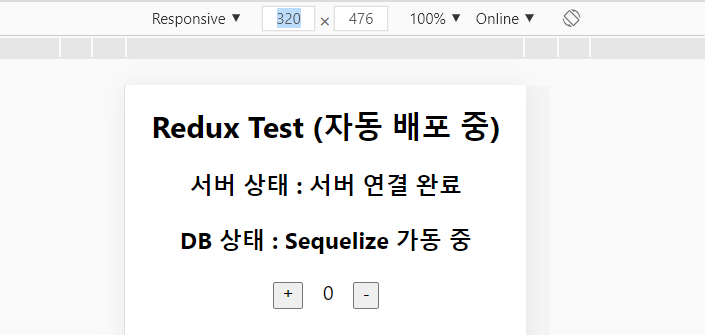 Responsive ▼ 320 × 476 100% ▼ Online ▼
Redux Test (자동 배포 중)
서버 상태 : 서버 연결 완료
DB 상태 : Sequelize 가동 중
+ 0 -